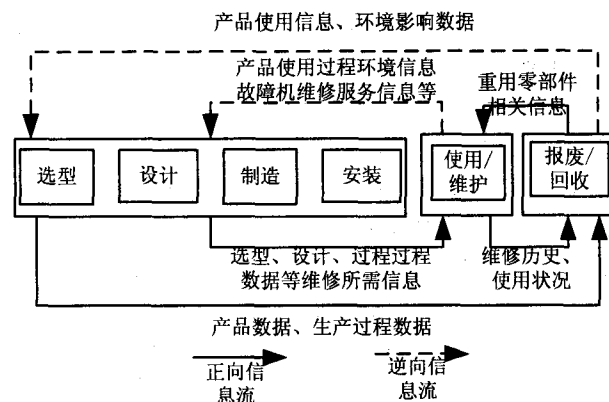 产品使用信息、环境影响数据
产品使用过程环境信息
故障机维修服务信息等
重用零部件
相关信息
选型
设计
制造
安装
使用/
维护
报废/
回收
选型、设计、过程过程
数据等维修所需信息
维修历史、
使用状况
产品数据、生产过程数据
正向信
息流
逆向信
息流